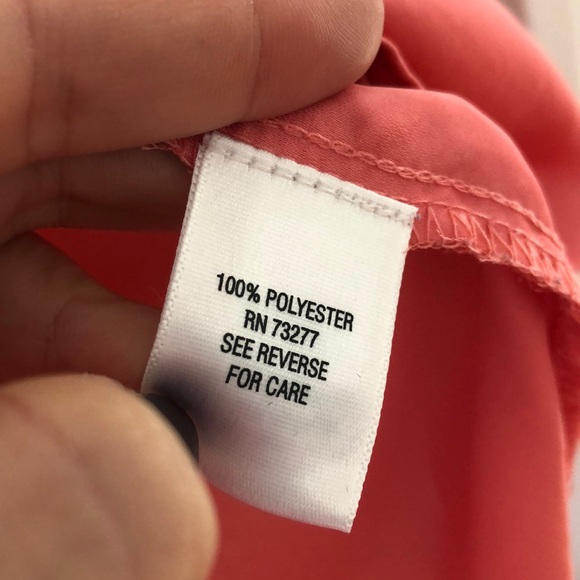 100% POLYESTER
RN 73277
SEE REVERSE
FOR CARE